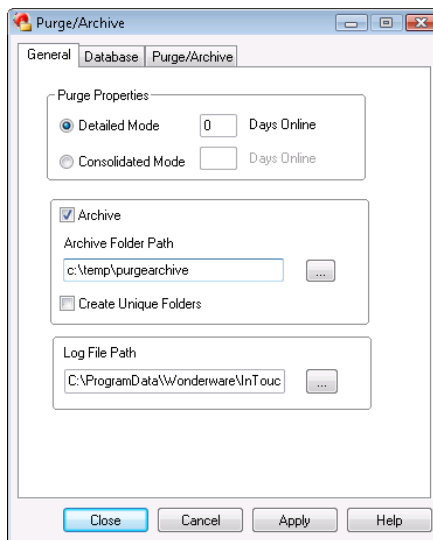 Purge/Archive
General Database Purge/Archive
Purge Properties
Detailed Mode 0 Days Online
Consolidated Mode Days Online
Archive
Archive Folder Path
c:\temp\purgearchive ...
Create Unique Folders
Log File Path
C:\ProgramData\Wonderware\InTouc ...
Close Cancel Apply Help